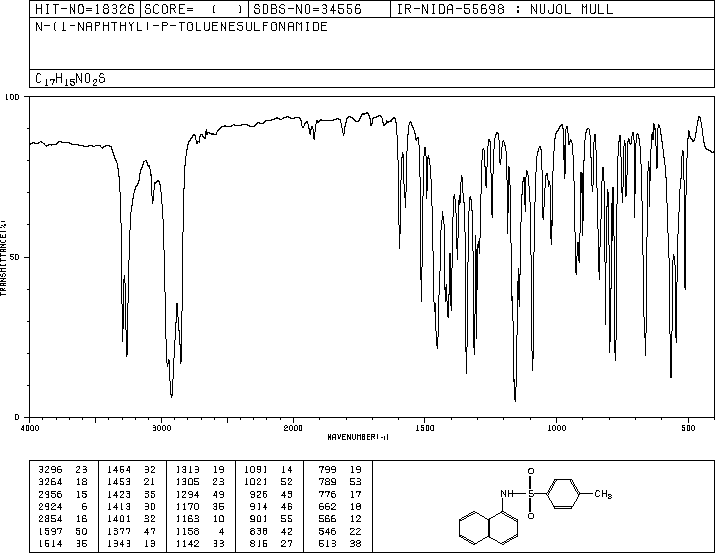 HIT-NO=18326 SCORE= ( ) SDBS-NO=34556 IR-NIDA-55698 : NUJOL MULL
N-(1-NAPHTHYL)-P-TOLUENESULFONAMIDE
C17H15NO2S
100
50
0
TRANSMITTANCE(%)
4000 3000 2000 1500 1000 500
WAVENUMBER(-1)
3296 23 1464 32 1313 19 1091 14 799 19
3264 18 1453 21 1305 23 1021 52 789 53
2956 15 1423 35 1294 49 926 43 776 17
2924 6 1413 30 1170 36 914 46 662 18
2854 16 1401 32 1163 10 901 55 566 12
1597 50 1377 47 1158 4 838 42 546 22
1514 35 1343 13 1142 33 816 27 513 38
O
NH S CH3
O